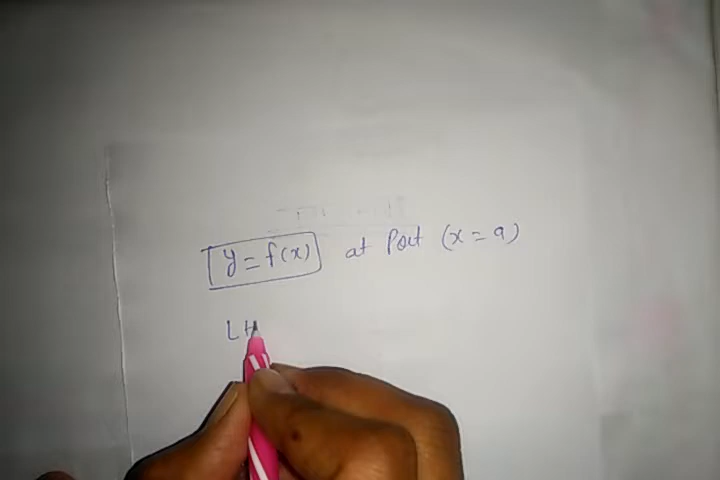 y = f(x) at Point (x = a)
LH